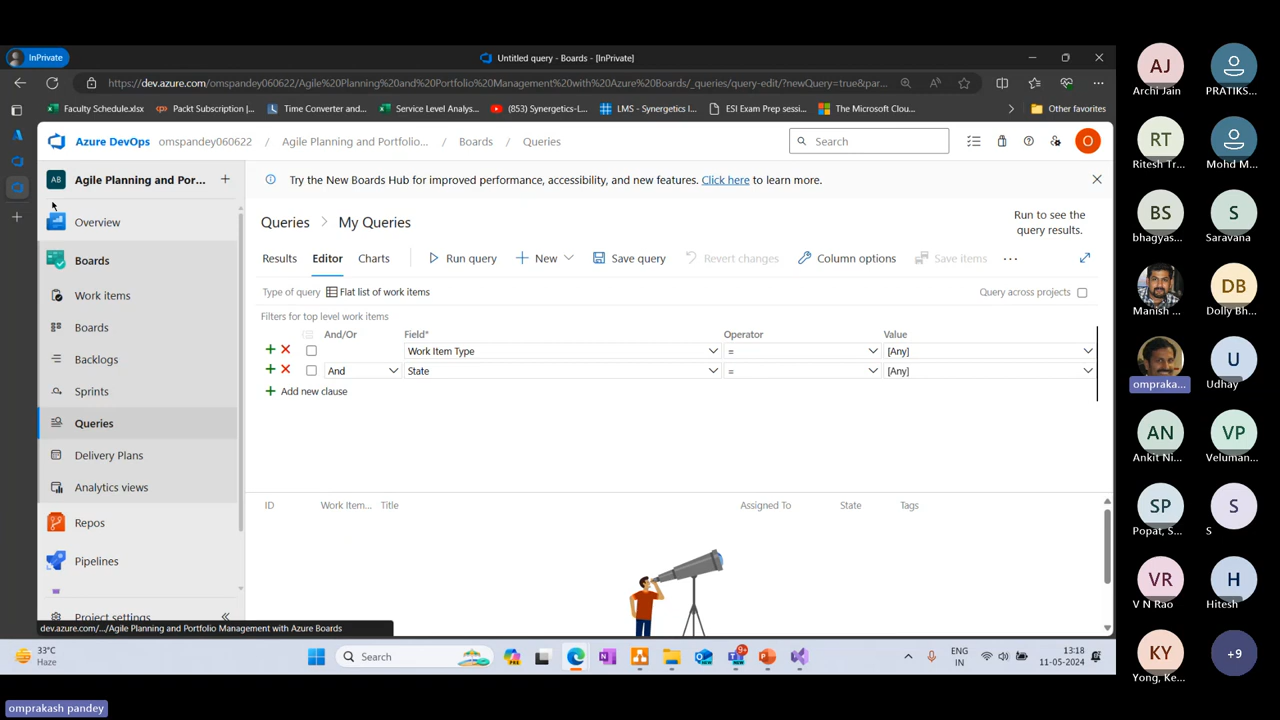 InPrivate
Untitled query - Boards - [InPrivate]
https://dev.azure.com/omspandey060622/Agile%20Planning%20and%20Portfolio%20Management%20with%20Azure%20Boards/_queries/query-edit/?newQuery=true&par...
Faculty Schedule.xlsx
Packt Subscription |...
Time Converter and...
Service Level Analys...
(853) Synergetics-L...
LMS - Synergetics I...
ESI Exam Prep sessi...
The Microsoft Clou...
Other favorites
Azure DevOps
omspandey060622 / Agile Planning and Portfolio... / Boards / Queries
Search
O
AB
Agile Planning and Por...
Overview
Boards
Work items
Boards
Backlogs
Sprints
Queries
Delivery Plans
Analytics views
Repos
Pipelines
Project settings
dev.azure.com/.../Agile Planning and Portfolio Management with Azure Boards
Try the New Boards Hub for improved performance, accessibility, and new features. Click here to learn more.
Queries > My Queries
Run to see the
query results.
Results
Editor
Charts
Run query
New
Save query
Revert changes
Column options
Save items
Type of query
Flat list of work items
Query across projects
Filters for top level work items
And/Or
Field*
Operator
Value
Work Item Type
=
[Any]
And
State
=
[Any]
Add new clause
ID
Work Item...
Title
Assigned To
State
Tags
33°C
Haze
Search
9+
ENG
IN
13:18
11-05-2024
omprakash pandey
AJ
Archi Jain
PRATIKS...
RT
Ritesh Tr...
Mohd M...
BS
bhagyas...
S
Saravana
Manish ...
DB
Dolly Bh...
ompraka...
U
Udhay
AN
Ankit Ni...
VP
Veluman...
SP
Popat, S...
S
S
VR
V N Rao
H
Hitesh
KY
Yong, Ke...
+9